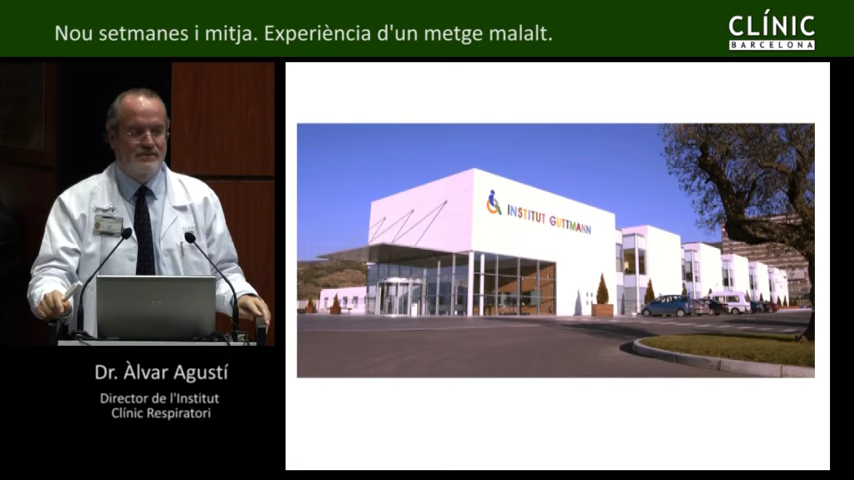 Nou setmanes i mitja. Experiència d'un metge malalt.
CLÍNIC
BARCELONA
INSTITUT GUTTMANN
Dr. Àlvar Agustí
Director de l'Institut
Clínic Respiratori